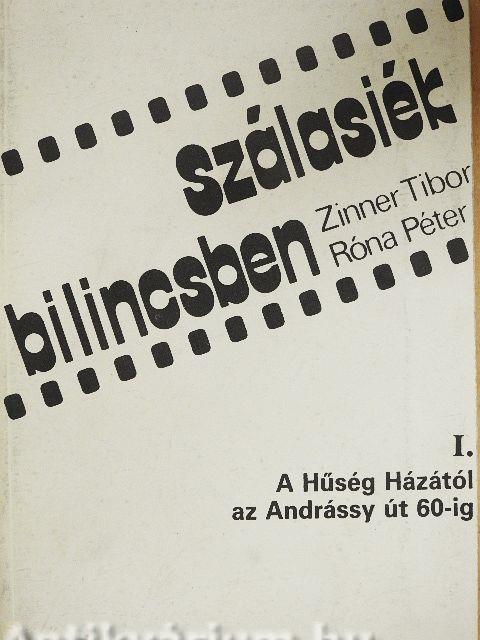 szálasiék
bilincsben
Zinner Tibor
Róna Péter
I.
A Hűség Házától
az Andrássy út 60-ig